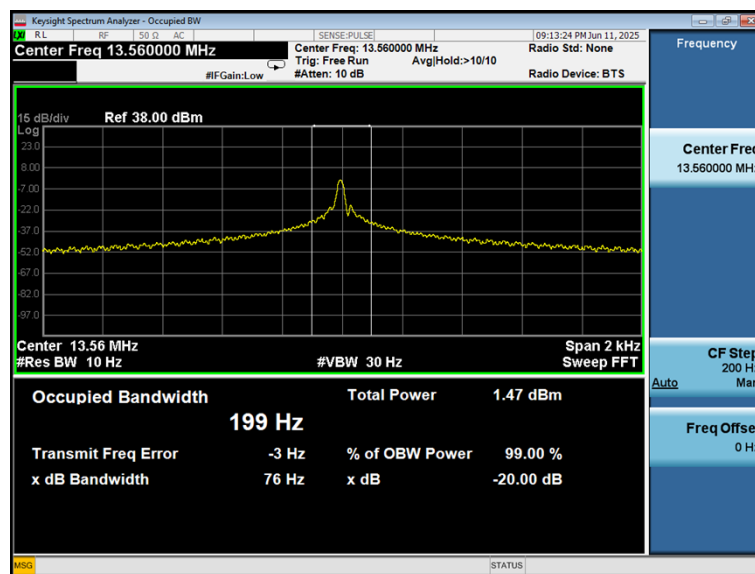 Keysight Spectrum Analyzer - Occupied BW
LXI RL RF 50 Ω AC SENSE:PULSE 09:13:24 PM Jun 11, 2025
Center Freq 13.560000 MHz Center Freq: 13.560000 MHz Radio Std: None
Trig: Free Run Avg|Hold:>10/10
#IFGain:Low #Atten: 10 dB Radio Device: BTS
15 dB/div Ref 38.00 dBm
Log
23.0
8.00
-7.00
-22.0
-37.0
-52.0
-67.0
-82.0
-97.0
Center 13.56 MHz Span 2 kHz
#Res BW 10 Hz #VBW 30 Hz Sweep FFT
Occupied Bandwidth Total Power 1.47 dBm
199 Hz
Transmit Freq Error -3 Hz % of OBW Power 99.00 %
x dB Bandwidth 76 Hz x dB -20.00 dB
MSG STATUS
Frequency
Center Freq
13.560000 MHz
CF Step
200 Hz
Auto Man
Freq Offse
0 Hz